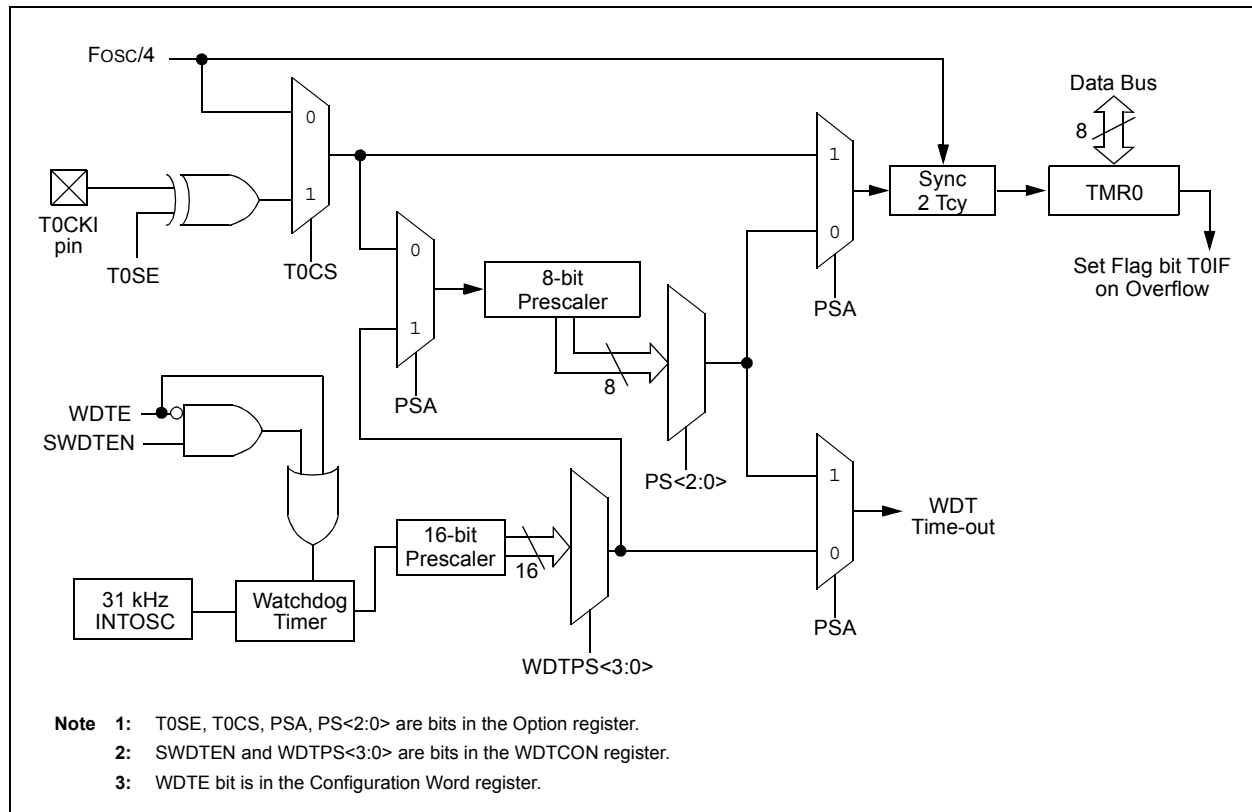 FOSC/4
Data Bus
8
0
1
T0CKI
pin
T0SE
T0CS
1
0
PSA
Sync
2 Tcy
TMR0
Set Flag bit T0IF
on Overflow
0
1
PSA
8-bit
Prescaler
8
PS<2:0>
WDTE
SWDTEN
1
0
PSA
WDT
Time-out
16-bit
Prescaler
16
31 kHz
INTOSC
Watchdog
Timer
WDTPS<3:0>
Note 1: T0SE, T0CS, PSA, PS<2:0> are bits in the Option register.
2: SWDTEN and WDTPS<3:0> are bits in the WDTCON register.
3: WDTE bit is in the Configuration Word register.